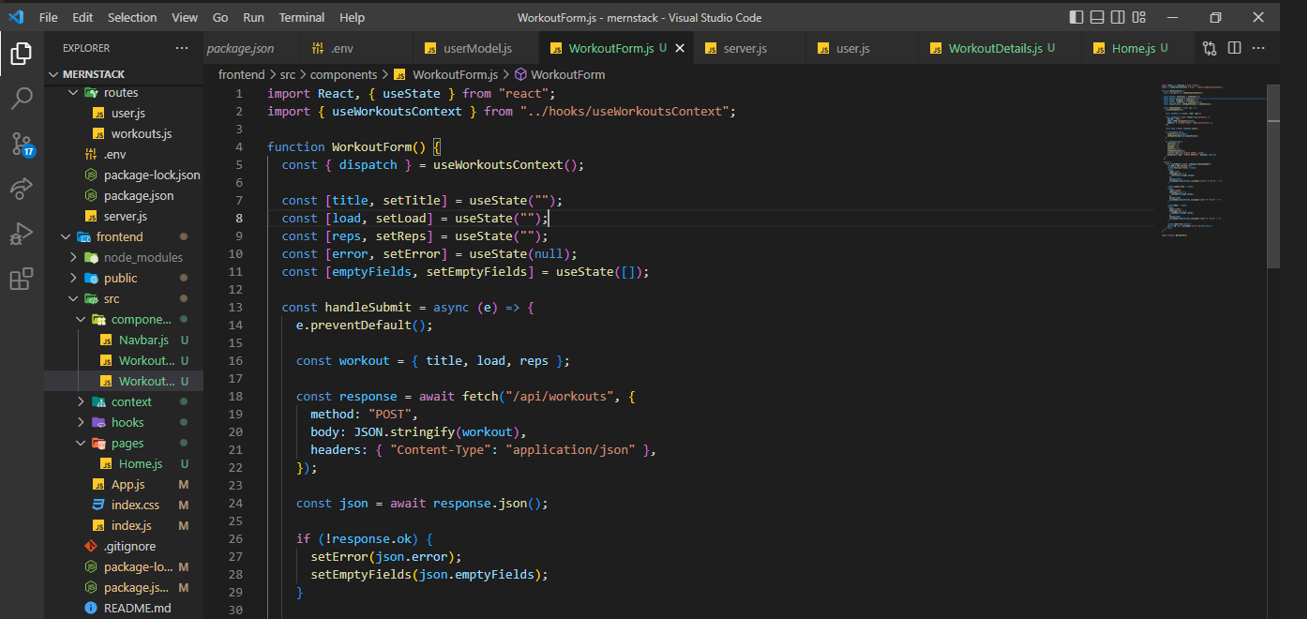 File Edit Selection View Go Run Terminal Help WorkoutForm.js - mernstack - Visual Studio Code
EXPLORER ··· package.json .env userModel.js WorkoutForm.js U server.js user.js WorkoutDetails.js U Home.js U
MERNSTACK
frontend > src > components > WorkoutForm.js > WorkoutForm
routes
user.js
workouts.js
.env
package-lock.json
package.json
server.js
frontend
node_modules
public
src
compone...
Navbar.js U
Workout... U
Workout... U
context
hooks
pages
Home.js U
App.js M
index.css M
index.js M
.gitignore
package-lo... M
package.js... M
README.md
17
1 import React, { useState } from "react";
2 import { useWorkoutsContext } from "../hooks/useWorkoutsContext";
3
4 function WorkoutForm() {
5 const { dispatch } = useWorkoutsContext();
6
7 const [title, setTitle] = useState("");
8 const [load, setLoad] = useState("");
9 const [reps, setReps] = useState("");
10 const [error, setError] = useState(null);
11 const [emptyFields, setEmptyFields] = useState([]);
12
13 const handleSubmit = async (e) => {
14 e.preventDefault();
15
16 const workout = { title, load, reps };
17
18 const response = await fetch("/api/workouts", {
19 method: "POST",
20 body: JSON.stringify(workout),
21 headers: { "Content-Type": "application/json" },
22 });
23
24 const json = await response.json();
25
26 if (!response.ok) {
27 setError(json.error);
28 setEmptyFields(json.emptyFields);
29 }
30